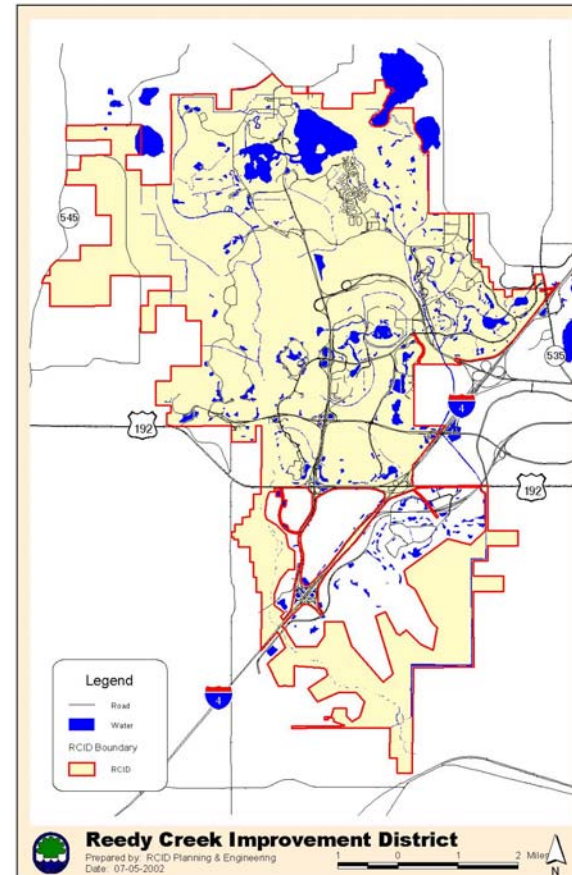 545
535
4
192
192
4
Legend
Road
Water
RCID Boundary
RCID
Reedy Creek Improvement District
Prepared by: RCID Planning & Engineering
Date: 07-05-2002
1 0 1 2 Miles
N